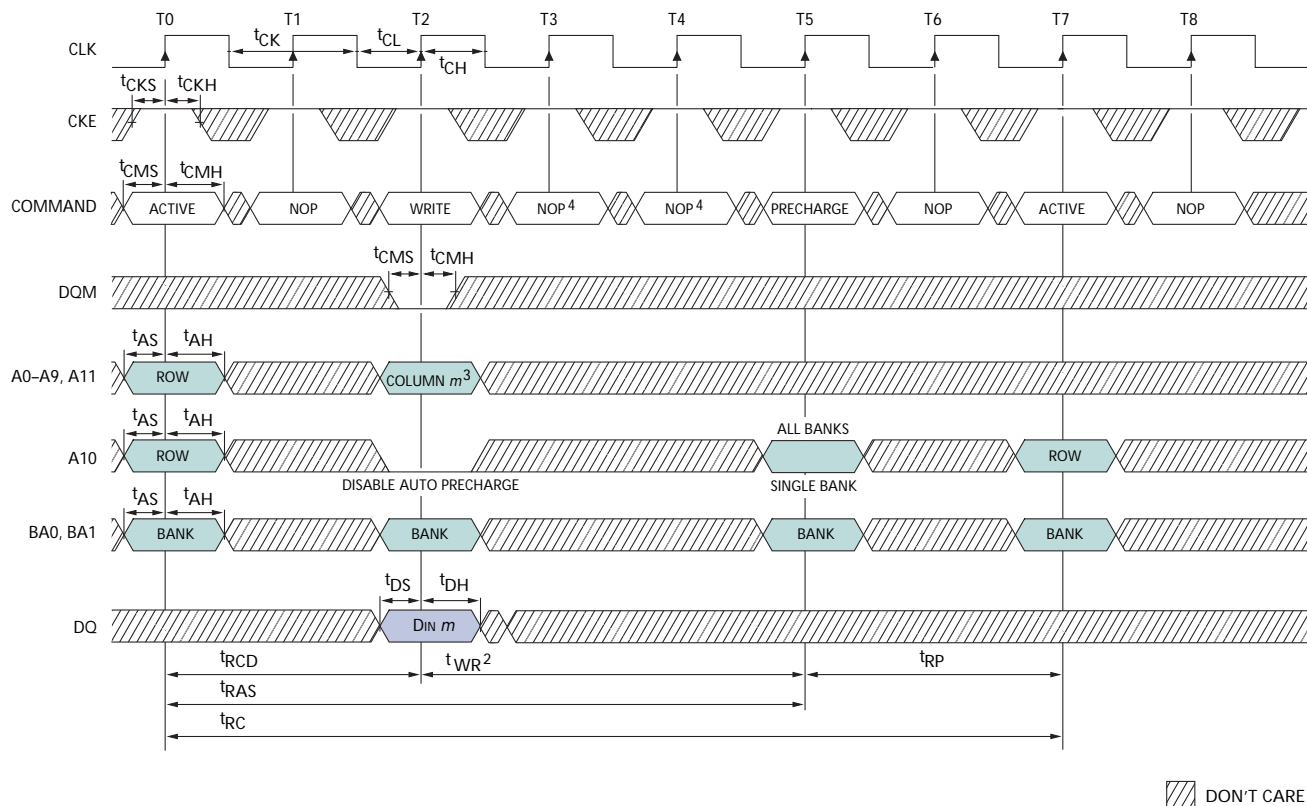 T0 T1 T2 T3 T4 T5 T6 T7 T8
CLK
tCK tCL
tCH
tCKS tCKH
CKE
tCMS tCMH
COMMAND ACTIVE NOP WRITE NOP4 NOP4 PRECHARGE NOP ACTIVE NOP
tCMS tCMH
DQM
tAS tAH
A0–A9, A11 ROW COLUMN m3
tAS tAH
ALL BANKS
A10 ROW ROW
DISABLE AUTO PRECHARGE SINGLE BANK
tAS tAH
BA0, BA1 BANK BANK BANK BANK
tDS tDH
DQ DIN m
tRCD tWR2 tRP
tRAS
tRC
DON'T CARE